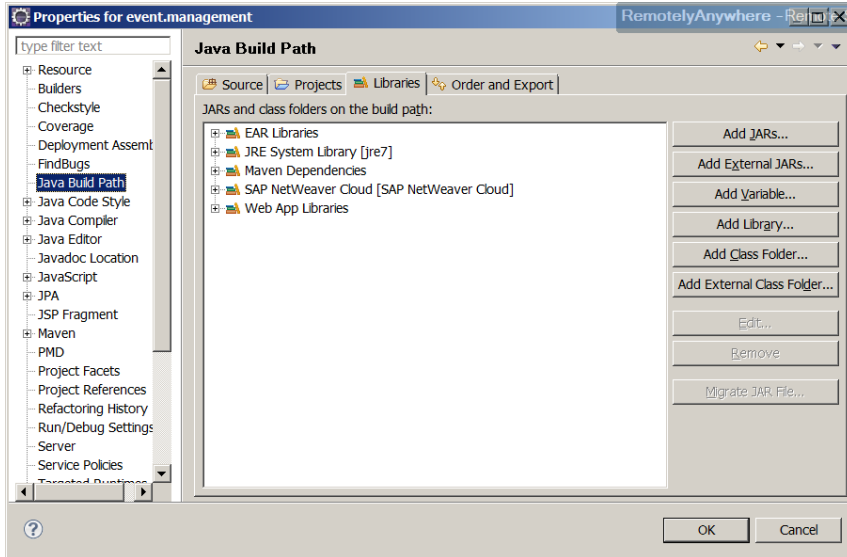 Properties for event.management
RemotelyAnywhere - Remote
type filter text
Java Build Path
Resource
Builders
Checkstyle
Coverage
Deployment Assemb
FindBugs
Java Build Path
Java Code Style
Java Compiler
Java Editor
Javadoc Location
JavaScript
JPA
JSP Fragment
Maven
PMD
Project Facets
Project References
Refactoring History
Run/Debug Settings
Server
Service Policies
Targeted Runtimes
Source Projects Libraries Order and Export
JARs and class folders on the build path:
EAR Libraries
JRE System Library [jre7]
Maven Dependencies
SAP NetWeaver Cloud [SAP NetWeaver Cloud]
Web App Libraries
Add JARs...
Add External JARs...
Add Variable...
Add Library...
Add Class Folder...
Add External Class Folder...
Edit...
Remove
Migrate JAR File...
OK
Cancel